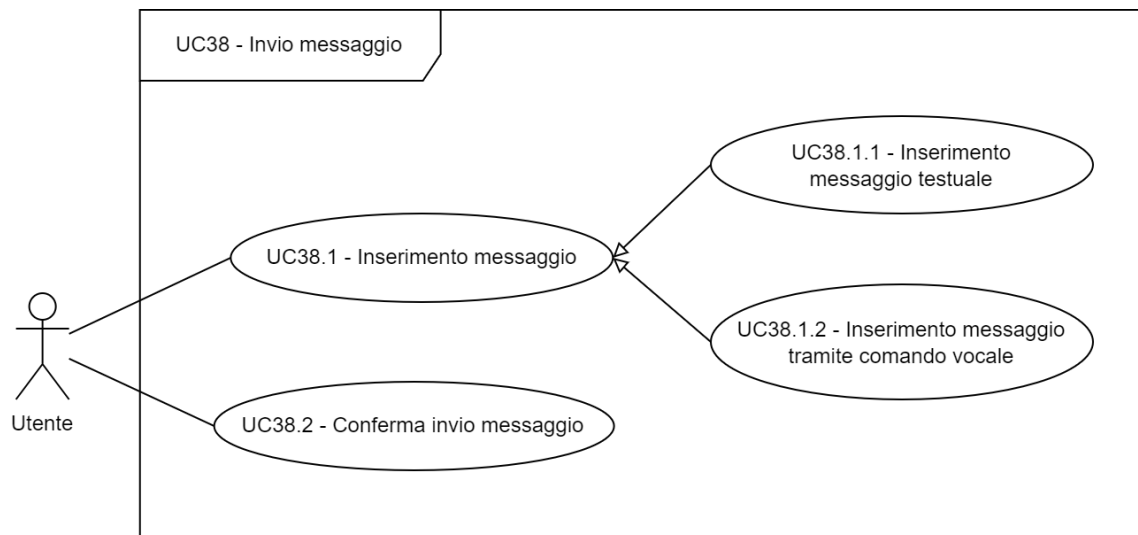 UC38 - Invio messaggio
UC38.1.1 - Inserimento
messaggio testuale
UC38.1 - Inserimento messaggio
UC38.1.2 - Inserimento messaggio
tramite comando vocale
Utente
UC38.2 - Conferma invio messaggio